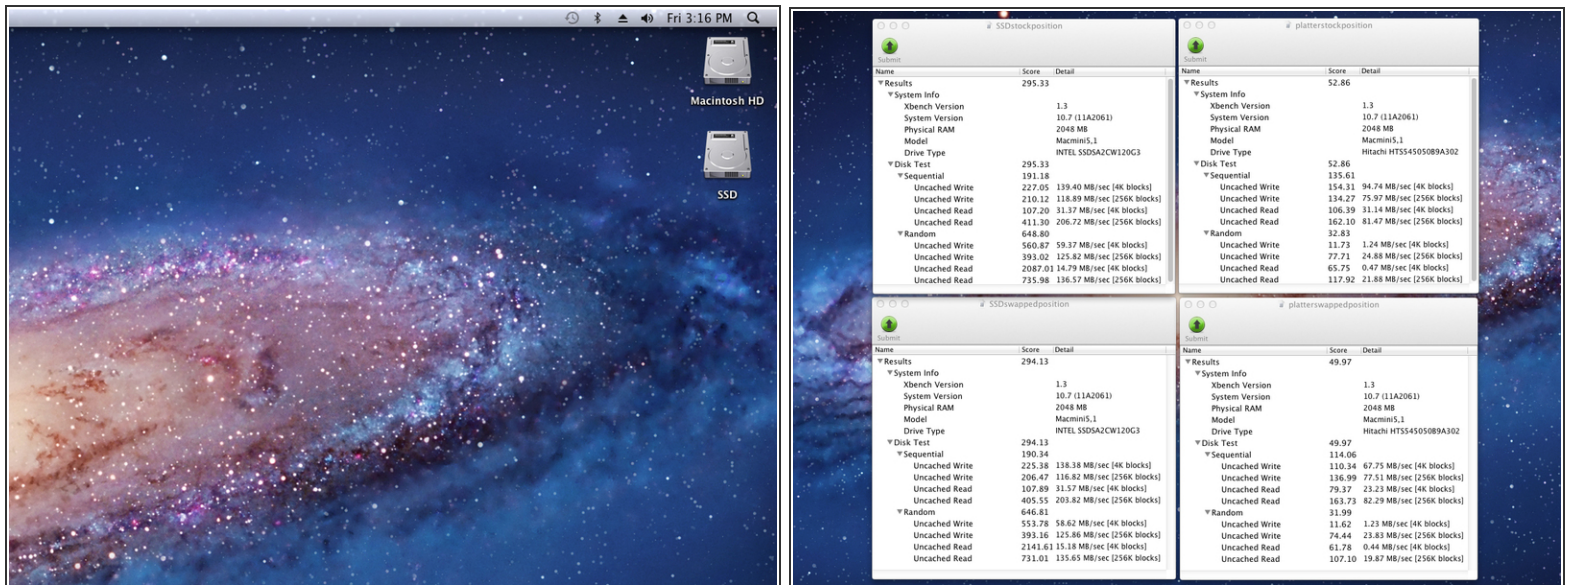 Fri 3:16 PM
Macintosh HD
SSD
SSDstockposition
Submit
Name Score Detail
Results 295.33
System Info
Xbench Version 1.3
System Version 10.7 (11A2061)
Physical RAM 2048 MB
Model Macmini5,1
Drive Type INTEL SSDSA2CW120G3
Disk Test 295.33
Sequential 191.18
Uncached Write 227.05 139.40 MB/sec [4K blocks]
Uncached Write 210.12 118.89 MB/sec [256K blocks]
Uncached Read 107.20 31.37 MB/sec [4K blocks]
Uncached Read 411.30 206.72 MB/sec [256K blocks]
Random 648.80
Uncached Write 560.87 59.37 MB/sec [4K blocks]
Uncached Write 393.02 125.82 MB/sec [256K blocks]
Uncached Read 2087.01 14.79 MB/sec [4K blocks]
Uncached Read 735.98 136.57 MB/sec [256K blocks]
platterstockposition
Submit
Name Score Detail
Results 52.86
System Info
Xbench Version 1.3
System Version 10.7 (11A2061)
Physical RAM 2048 MB
Model Macmini5,1
Drive Type Hitachi HTS545050B9A302
Disk Test 52.86
Sequential 135.61
Uncached Write 154.31 94.74 MB/sec [4K blocks]
Uncached Write 134.27 75.97 MB/sec [256K blocks]
Uncached Read 106.39 31.14 MB/sec [4K blocks]
Uncached Read 162.10 81.47 MB/sec [256K blocks]
Random 32.83
Uncached Write 11.73 1.24 MB/sec [4K blocks]
Uncached Write 77.71 24.88 MB/sec [256K blocks]
Uncached Read 65.75 0.47 MB/sec [4K blocks]
Uncached Read 117.92 21.88 MB/sec [256K blocks]
SSDswappedposition
Submit
Name Score Detail
Results 294.13
System Info
Xbench Version 1.3
System Version 10.7 (11A2061)
Physical RAM 2048 MB
Model Macmini5,1
Drive Type INTEL SSDSA2CW120G3
Disk Test 294.13
Sequential 190.34
Uncached Write 225.38 138.38 MB/sec [4K blocks]
Uncached Write 206.47 116.82 MB/sec [256K blocks]
Uncached Read 107.89 31.57 MB/sec [4K blocks]
Uncached Read 405.55 203.82 MB/sec [256K blocks]
Random 646.81
Uncached Write 553.78 58.62 MB/sec [4K blocks]
Uncached Write 393.16 125.86 MB/sec [256K blocks]
Uncached Read 2141.61 15.18 MB/sec [4K blocks]
Uncached Read 731.01 135.65 MB/sec [256K blocks]
platterswappedposition
Submit
Name Score Detail
Results 49.97
System Info
Xbench Version 1.3
System Version 10.7 (11A2061)
Physical RAM 2048 MB
Model Macmini5,1
Drive Type Hitachi HTS545050B9A302
Disk Test 49.97
Sequential 114.06
Uncached Write 110.34 67.75 MB/sec [4K blocks]
Uncached Write 136.99 77.51 MB/sec [256K blocks]
Uncached Read 79.37 23.23 MB/sec [4K blocks]
Uncached Read 163.73 82.29 MB/sec [256K blocks]
Random 31.99
Uncached Write 11.62 1.23 MB/sec [4K blocks]
Uncached Write 74.44 23.83 MB/sec [256K blocks]
Uncached Read 61.78 0.44 MB/sec [4K blocks]
Uncached Read 107.10 19.87 MB/sec [256K blocks]